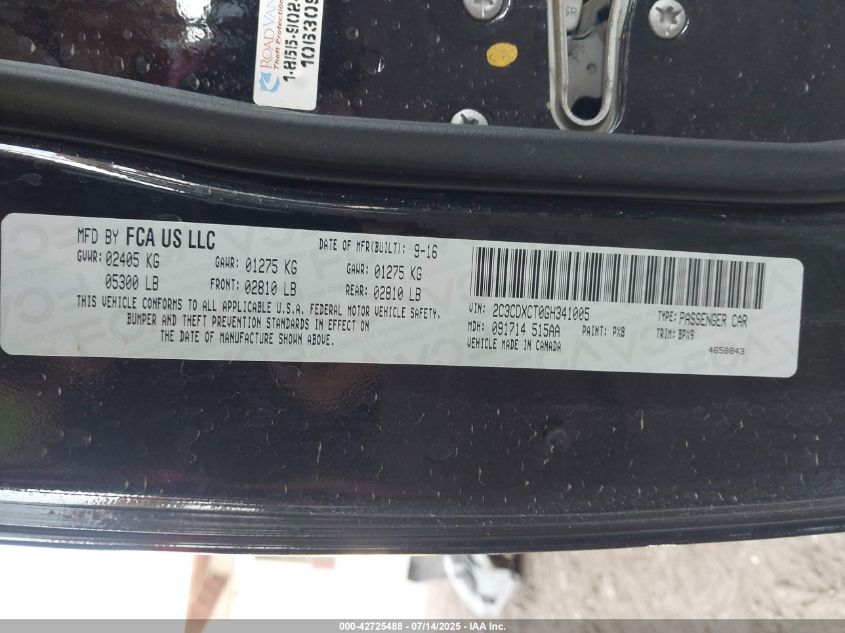 ROAD VAN
Theft Protection
MFD BY FCA US LLC
DATE OF MFR(BUILT): 9-16
GVWR: 02405 KG GAWR: 01275 KG GAWR: 01275 KG
05300 LB FRONT: 02810 LB REAR: 02810 LB
THIS VEHICLE CONFORMS TO ALL APPLICABLE U.S.A. FEDERAL MOTOR VEHICLE SAFETY,
BUMPER AND THEFT PREVENTION STANDARDS IN EFFECT ON
THE DATE OF MANUFACTURE SHOWN ABOVE.
VIN: 2C3CDXCT0GH341005 TYPE: PASSENGER CAR
MDH: 091714 515AA PAINT: PX8 TRIM: BPX9
VEHICLE MADE IN CANADA 4658843
000-42725488 - 07/14/2025 - IAA Inc.